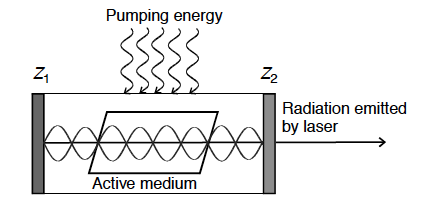 Pumping energy
Z1
Z2
Radiation emitted
by laser
Active medium